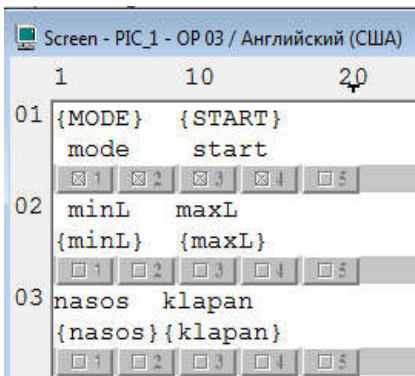 Screen - PIC_1 - OP 03 / Английский (США)
1 10 20
01 {MODE} {START}
mode start
1 2 3 4 5
02 minL maxL
{minL} {maxL}
1 2 3 4 5
03 nasos klapan
{nasos}{klapan}
1 2 3 4 5